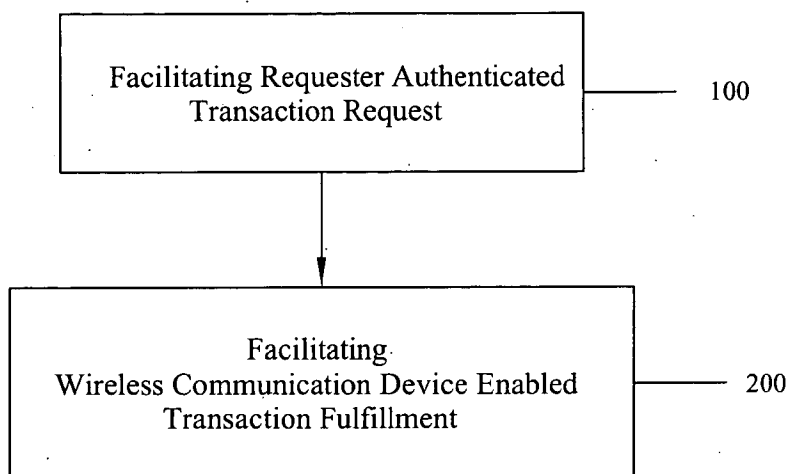 Facilitating Requester Authenticated
Transaction Request
100
Facilitating
Wireless Communication Device Enabled
Transaction Fulfillment
200